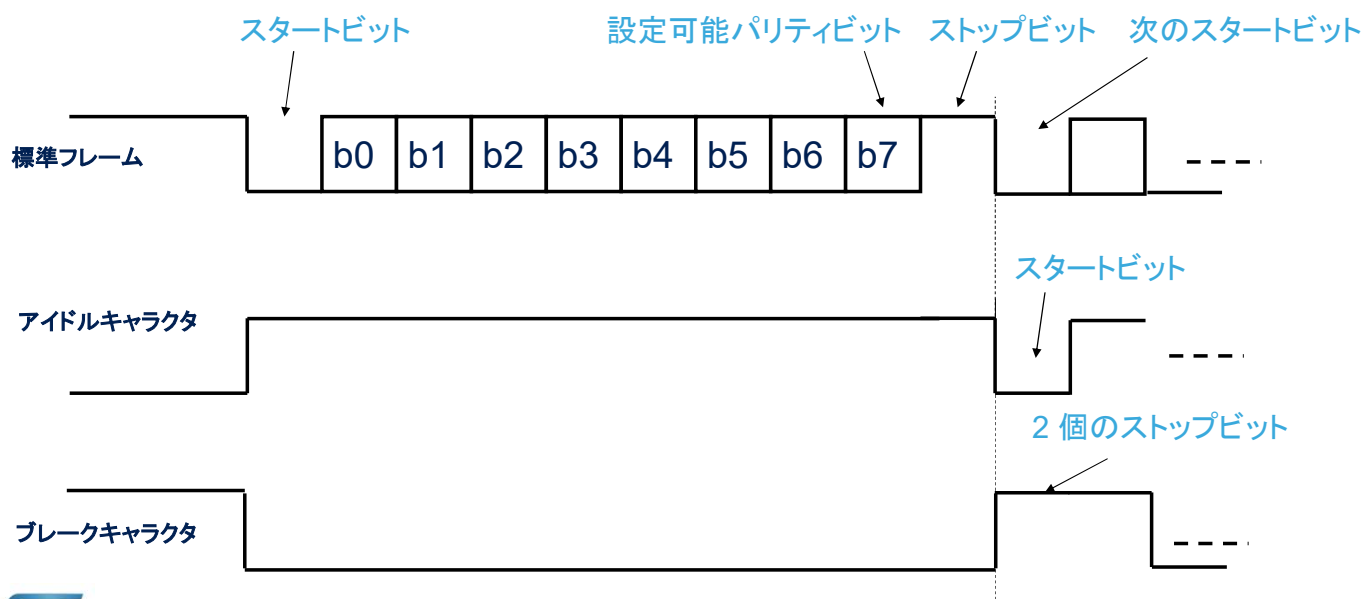 スタートビット
設定可能パリティビット
ストップビット
次のスタートビット
標準フレーム
b0 b1 b2 b3 b4 b5 b6 b7
スタートビット
アイドルキャラクタ
2 個のストップビット
ブレークキャラクタ